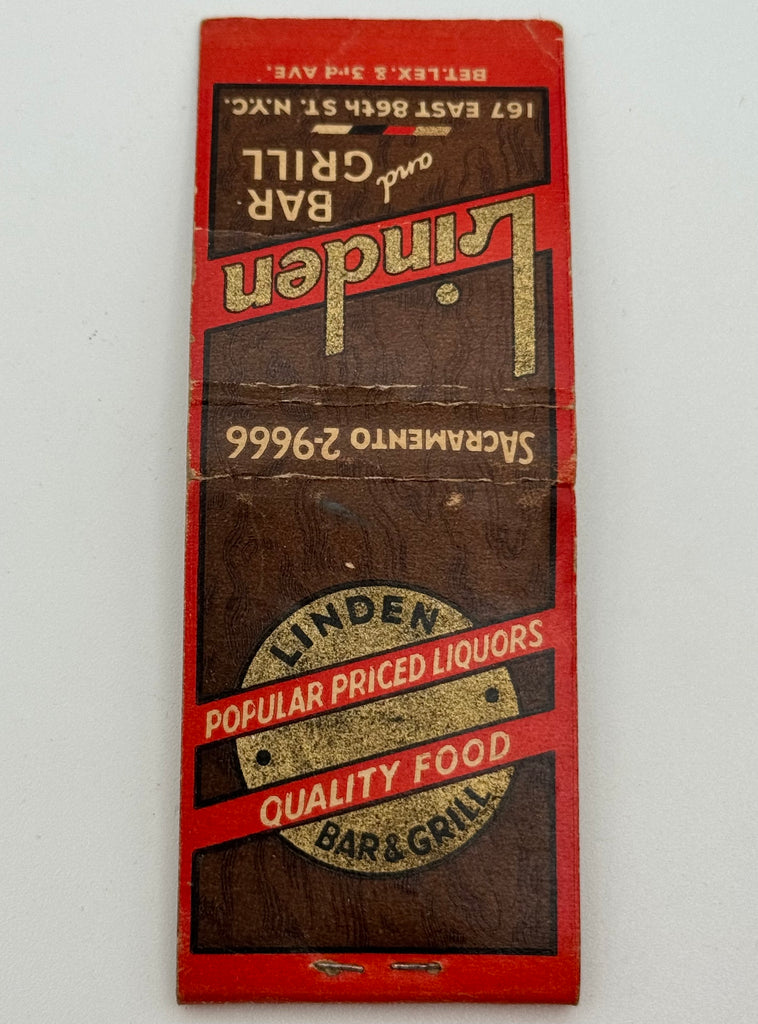 BET. LEX. & 3rd AVE.
167 EAST 86th ST. N.Y.C.
BAR
and GRILL
Linden
SACRAMENTO 2-9666
LINDEN
POPULAR PRICED LIQUORS
QUALITY FOOD
BAR & GRILL